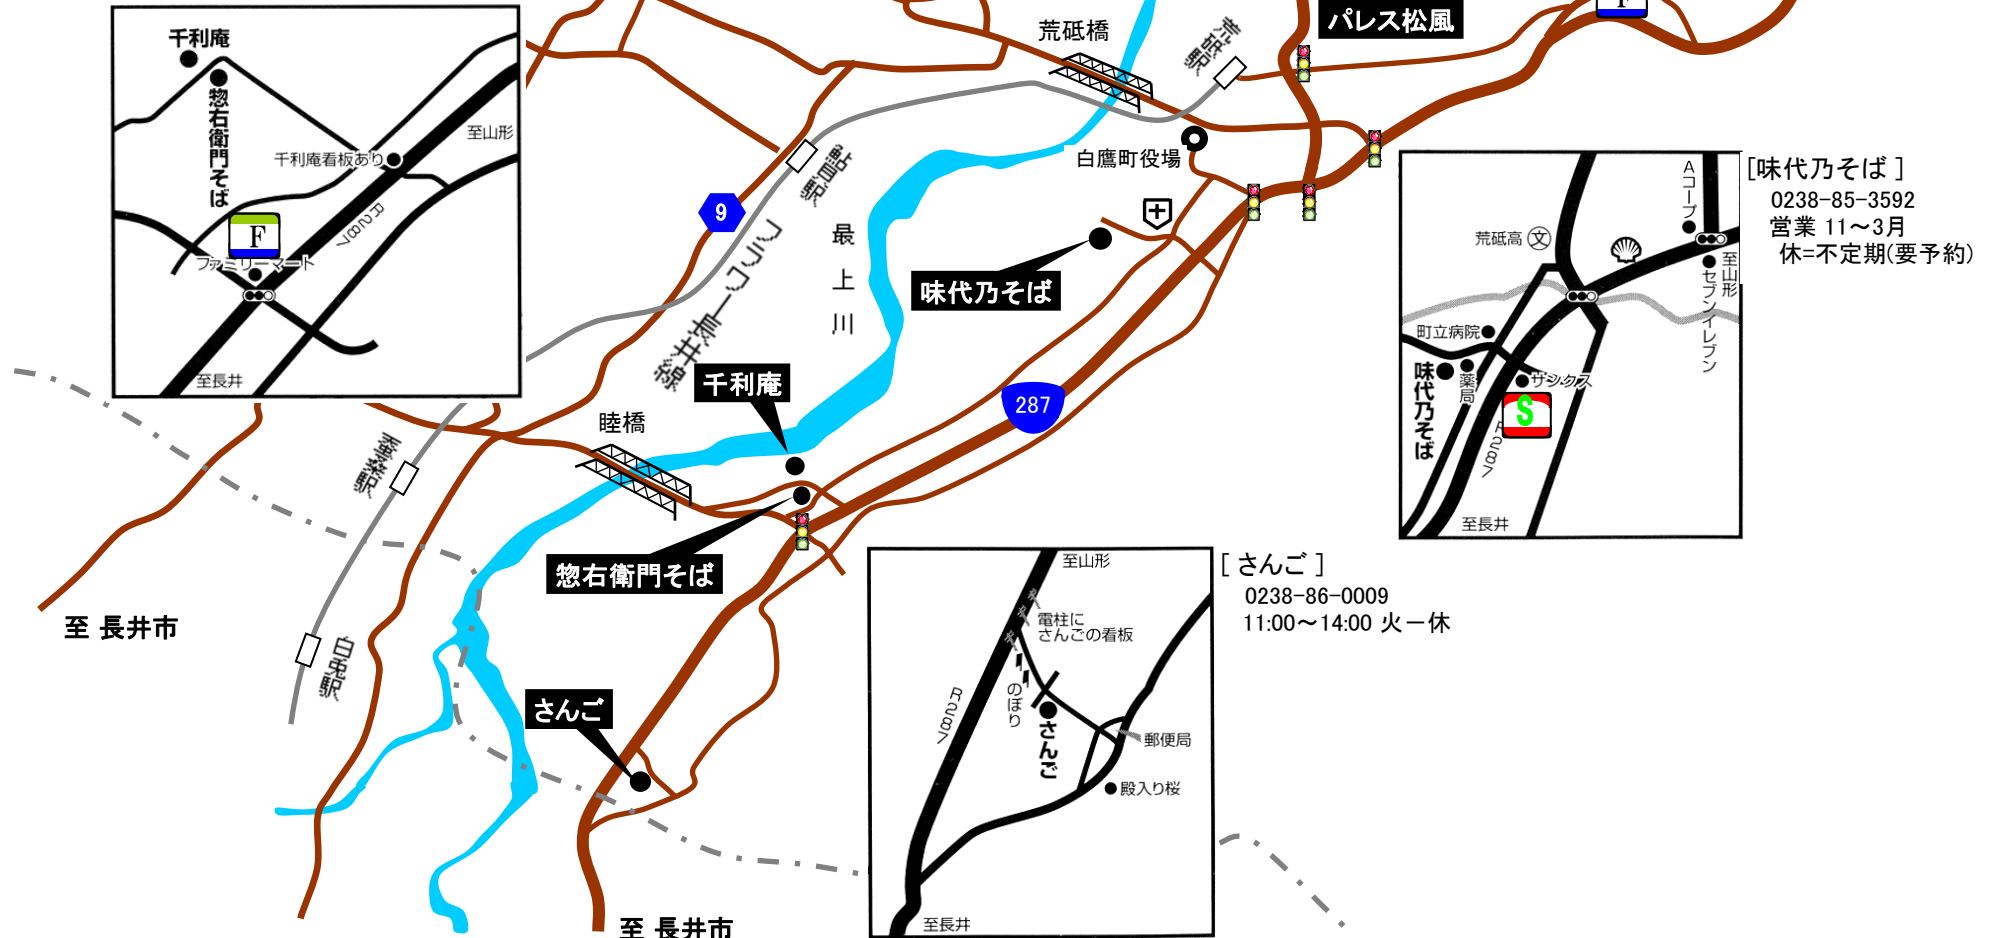 千利庵
惣右衛門そば
千利庵看板あり
至山形
R287
F
ファミリーマート
至長井
荒砥橋
荒砥駅
パレス松風
F
白鷹町役場
鮎貝駅
9
フラワー長井線
最上川
味代乃そば
千利庵
287
睦橋
蚕桑駅
惣右衛門そば
白兎駅
さんご
至 長井市
至 長井市
[味代乃そば ]
0238-85-3592
営業 11～3月
休=不定期(要予約)
Aコープ
荒砥高
文
至山形
セブンイレブン
町立病院
味代乃そば
薬局
サンクス
S
R287
至長井
[ さんご ]
0238-86-0009
11:00～14:00 火－休
至山形
電柱に
さんごの看板
のぼり
R287
さんご
郵便局
殿入り桜
至長井